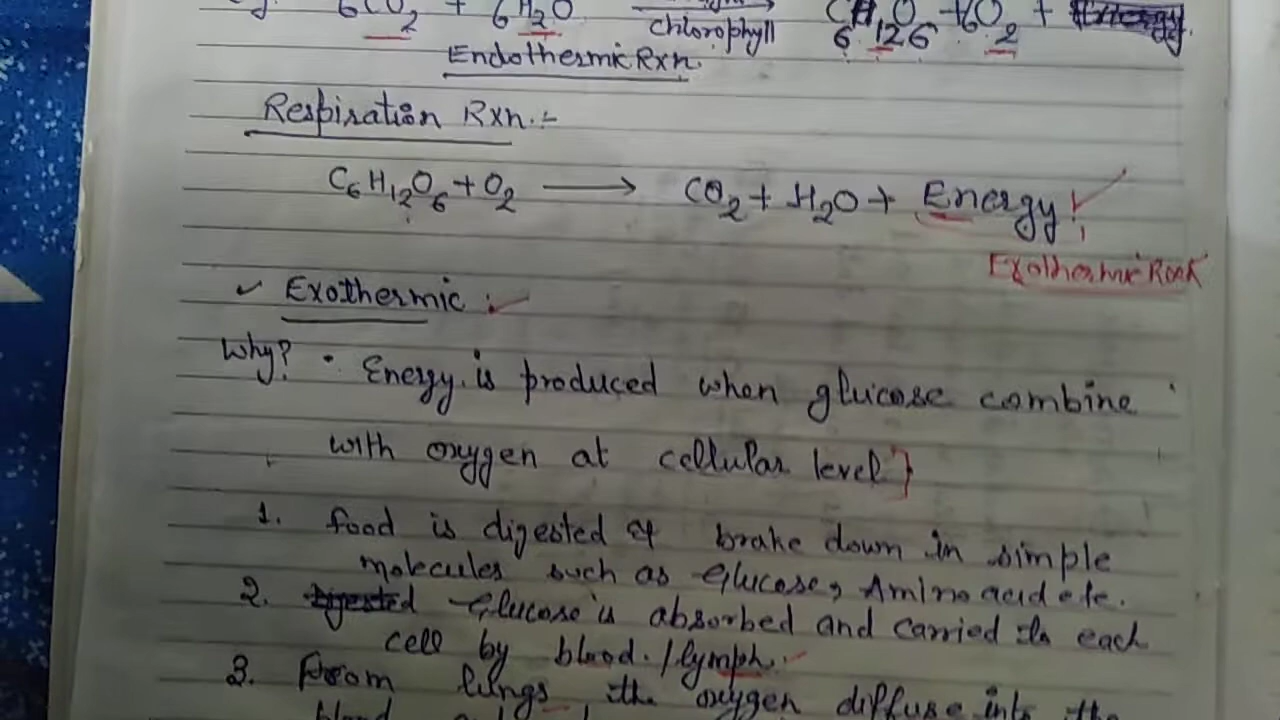 6CO2 + 6H2O chlorophyll C6H12O6 + 6O2 + Energy
Endothermic Rxn.
Respiration Rxn.:-
C6H12O6 + O2 → CO2 + H2O + Energy!
Exothermic
✓ Exothermic :
Why? • Energy is produced when glucose combine
with oxygen at cellular level }
1. food is digested & brake down in simple
molecules such as Glucose, Amino acid etc.
2. Glucose is absorbed and carried to each
cell by blood. / lymph.
3. From lungs the oxygen diffuse into the
blood